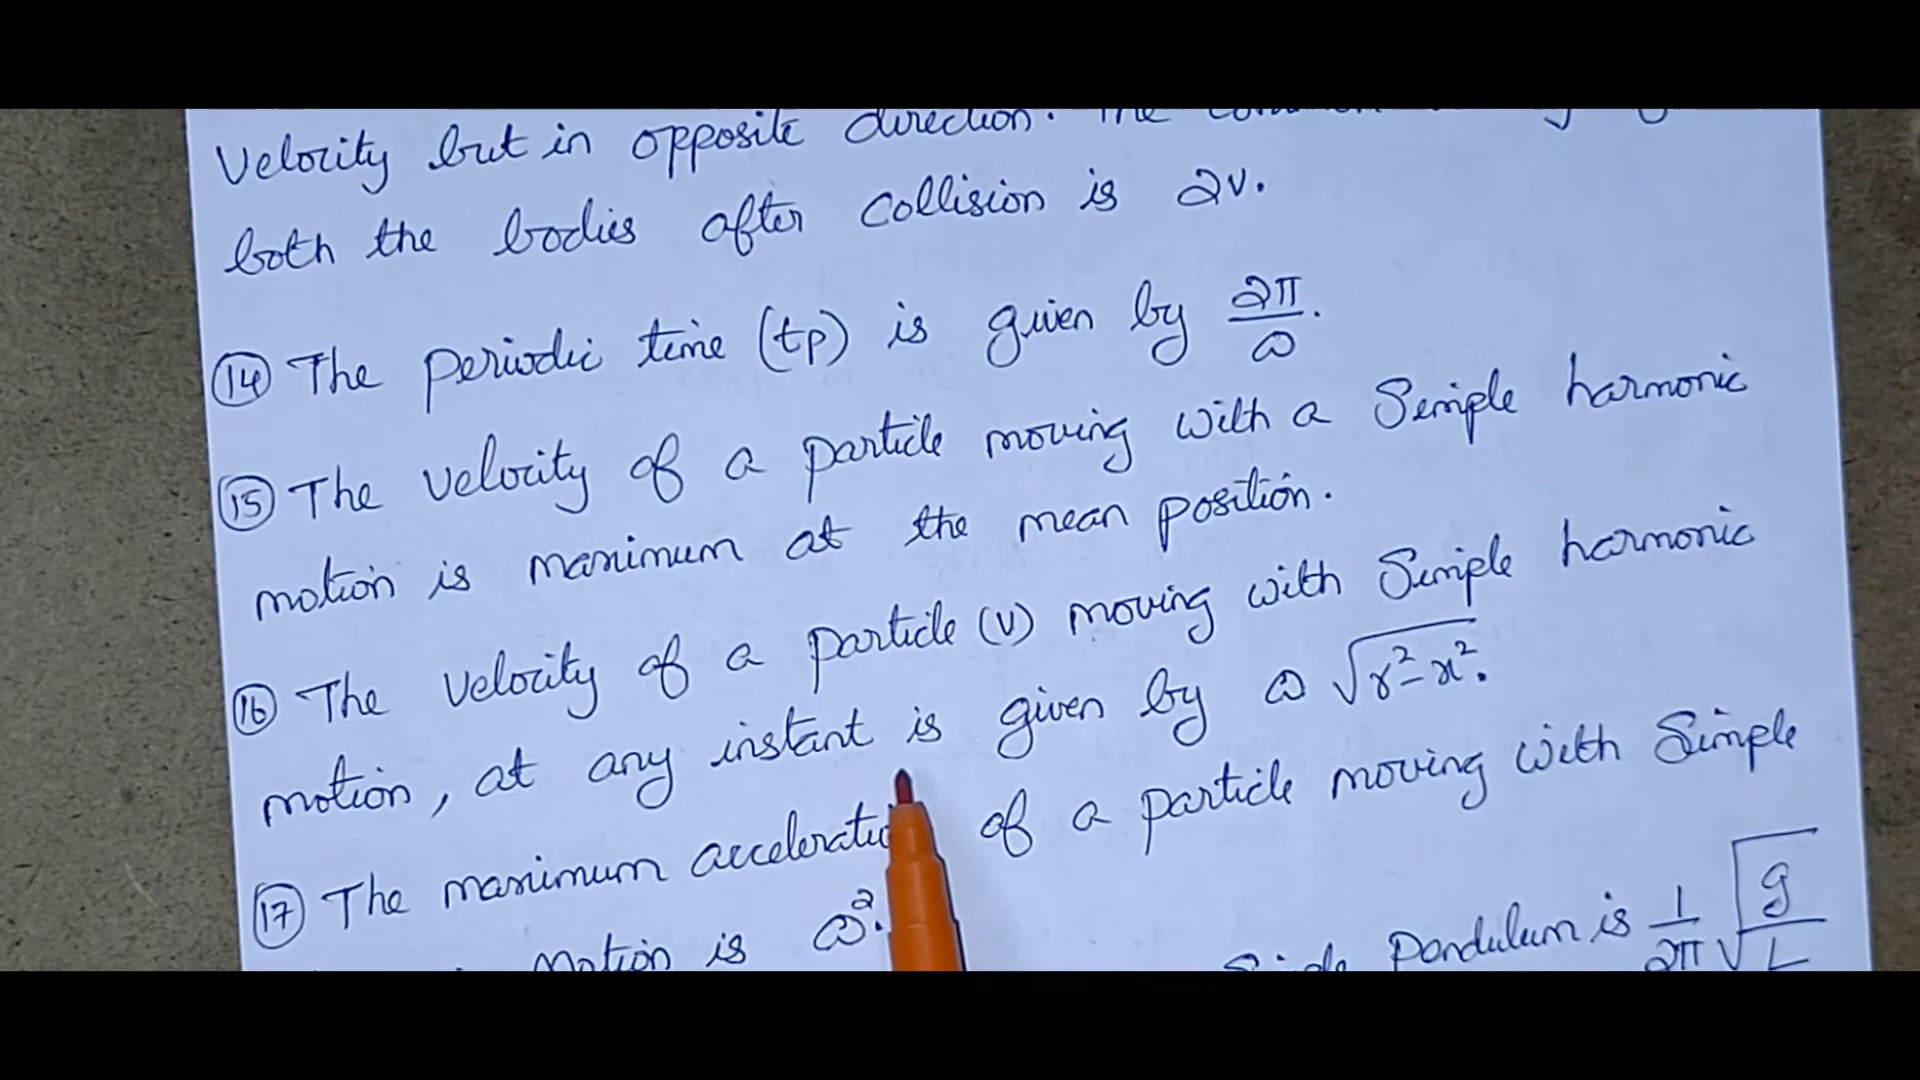 Velocity but in opposite direction. The
both the bodies after collision is 2v.
(14) The periodic time (tp) is given by 2π/ω.
(15) The velocity of a particle moving with a Simple harmonic
motion is maximum at the mean position.
(16) The velocity of a particle (v) moving with Simple harmonic
motion, at any instant is given by ω √r²-x².
(17) The maximum acceleratio of a particle moving with Simple
motion is ω².
Pendulum is 1/2π √g/L